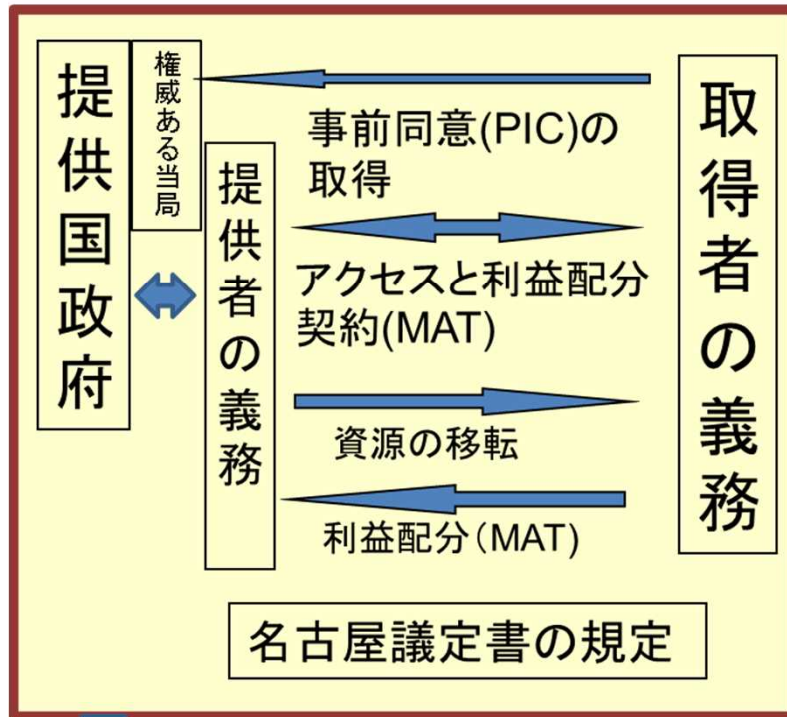 提供国政府
権威ある当局
提供者の義務
取得者の義務
事前同意(PIC)の
取得
アクセスと利益配分
契約(MAT)
資源の移転
利益配分(MAT)
名古屋議定書の規定